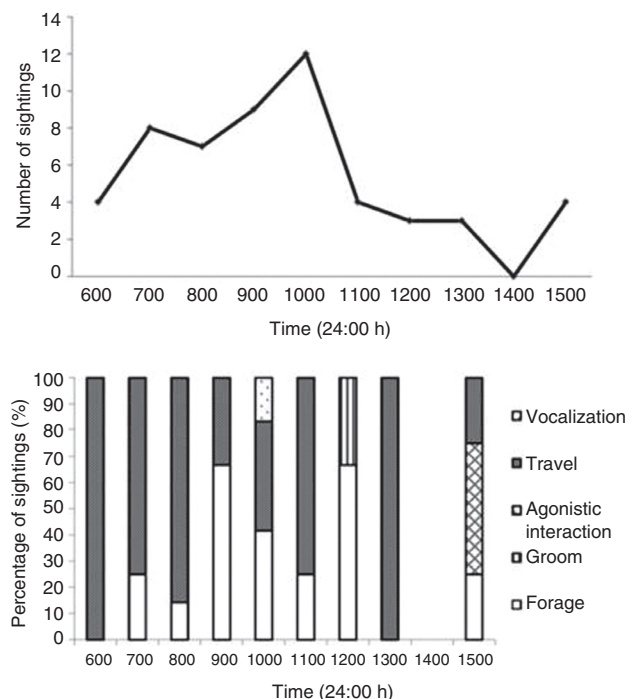 14
12
10
8
6
4
2
0
Number of sightings
600 700 800 900 1000 1100 1200 1300 1400 1500
Time (24:00 h)
100
90
80
70
60
50
40
30
20
10
0
Percentage of sightings (%)
600 700 800 900 1000 1100 1200 1300 1400 1500
Time (24:00 h)
Vocalization
Travel
Agonistic
interaction
Groom
Forage